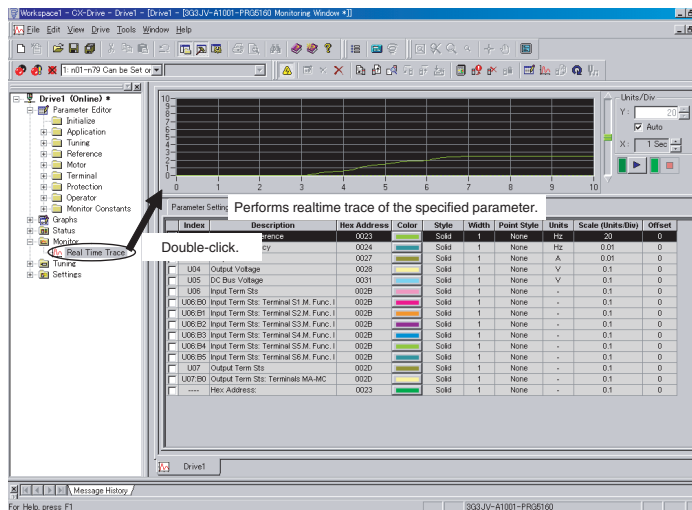 Workspace1 - CX-Drive - Drive1 - [Drive1 - [3G3JV-A1001-PRG5160 Monitoring Window *]]
File Edit View Drive Tools Window Help
1: n01-n79 Can be Set or
Drive1 (Online) *
Parameter Editor
Initialize
Application
Tuning
Reference
Motor
Terminal
Protection
Operator
Monitor Constants
Graphs
Status
Monitor
Real Time Trace
Tuning
Settings
Double-click.
10
9
8
7
6
5
4
3
2
1
0
0 1 2 3 4 5 6 7 8 9 10
Units/Div
Y: 20
Auto
X: 1 Sec
Parameter Setting
Performs realtime trace of the specified parameter.
Index Description Hex Address Color Style Width Point Style Units Scale (Units/Div) Offset
erence 0023 Solid 1 None Hz 20 0
cy 0024 Solid 1 None Hz 0.01 0
0027 Solid 1 None A 0.01 0
U04 Output Voltage 0028 Solid 1 None V 0.1 0
U05 DC Bus Voltage 0031 Solid 1 None V 0.1 0
U06 Input Term Sts 002B Solid 1 None - 0.1 0
U06:B0 Input Term Sts: Terminal S1.M. Func. I 002B Solid 1 None - 0.1 0
U06:B1 Input Term Sts: Terminal S2.M. Func. I 002B Solid 1 None - 0.1 0
U06:B2 Input Term Sts: Terminal S3.M. Func. I 002B Solid 1 None - 0.1 0
U06:B3 Input Term Sts: Terminal S4.M. Func. I 002B Solid 1 None - 0.1 0
U06:B4 Input Term Sts: Terminal S5.M. Func. I 002B Solid 1 None - 0.1 0
U06:B5 Input Term Sts: Terminal S6.M. Func. I 002B Solid 1 None - 0.1 0
U07 Output Term Sts 002D Solid 1 None - 0.1 0
U07:B0 Output Term Sts: Terminals MA-MC 002D Solid 1 None - 0.1 0
---- Hex Address: 0023 Solid 1 None - 0.1 0
Drive1
Message History
For Help, press F1
3G3JV-A1001-PRG5160